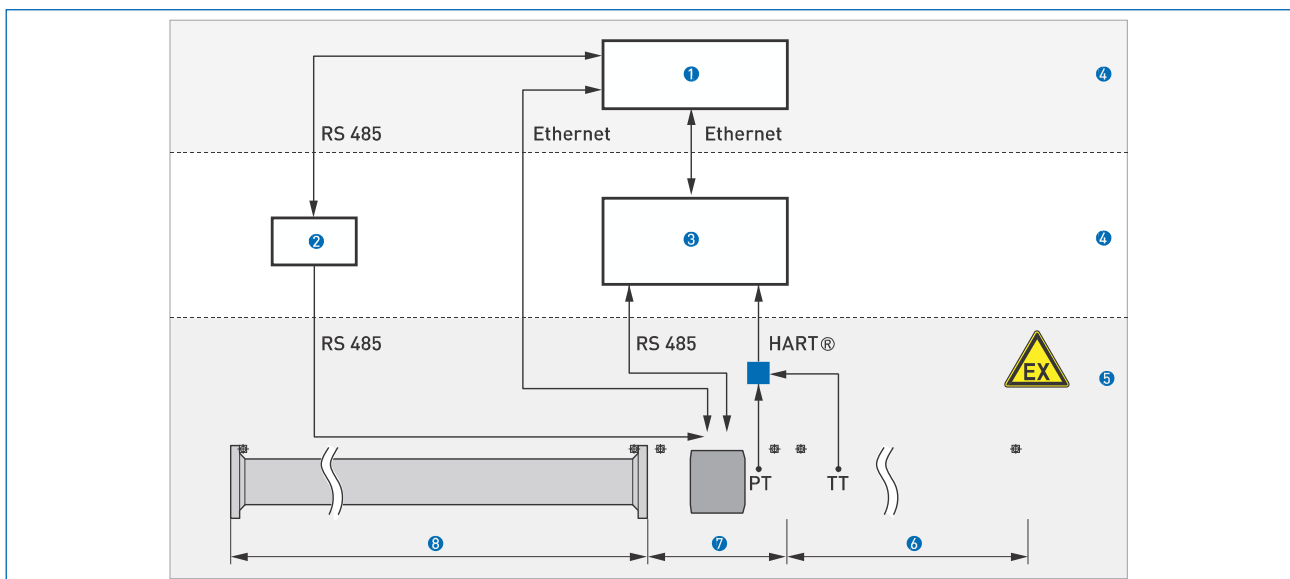 1
4
RS 485
Ethernet
Ethernet
2
3
4
RS 485
RS 485
HART®
EX
5
PT
TT
8
7
6